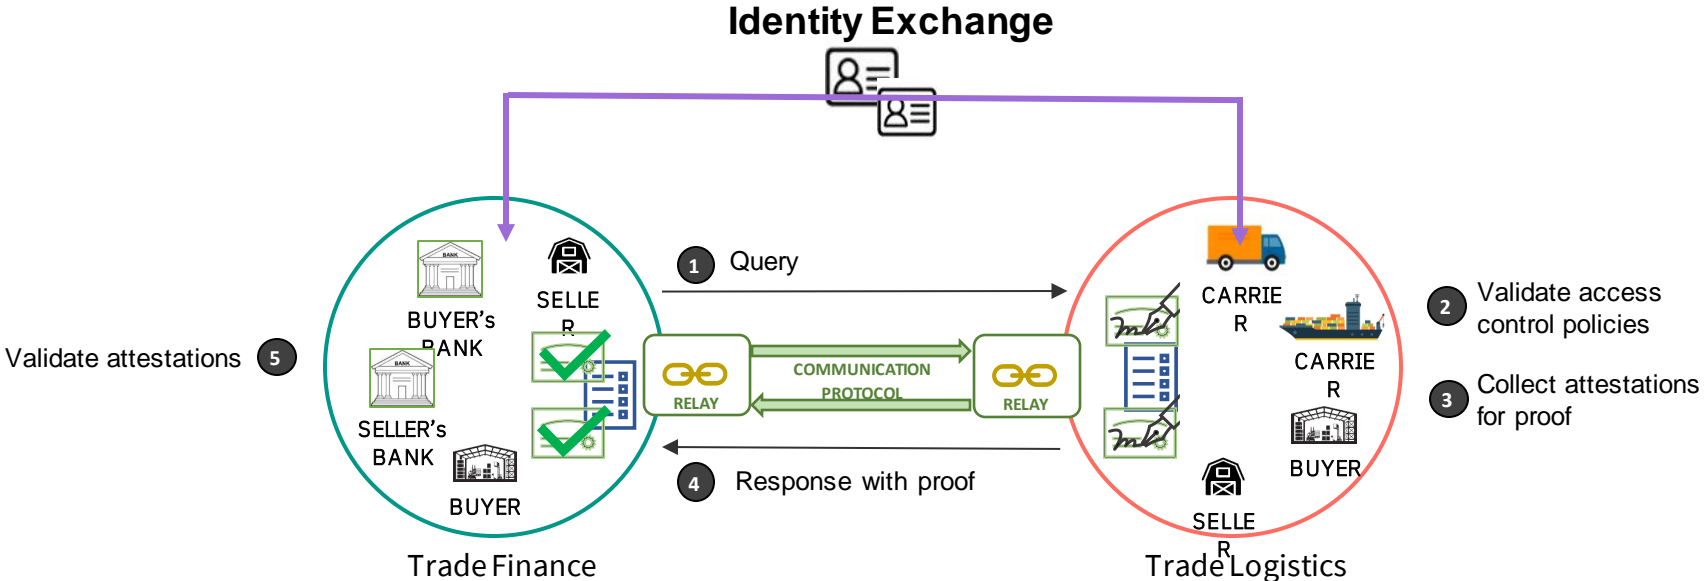 Identity Exchange
1 Query
BANK
BUYER's
BANK
SELLE
R
BANK
SELLER's
BANK
BUYER
Validate attestations 5
RELAY
COMMUNICATION
PROTOCOL
RELAY
4 Response with proof
CARRIE
R
CARRIE
R
BUYER
SELLE
R
2 Validate access
control policies
3 Collect attestations
for proof
Trade Finance
Trade Logistics